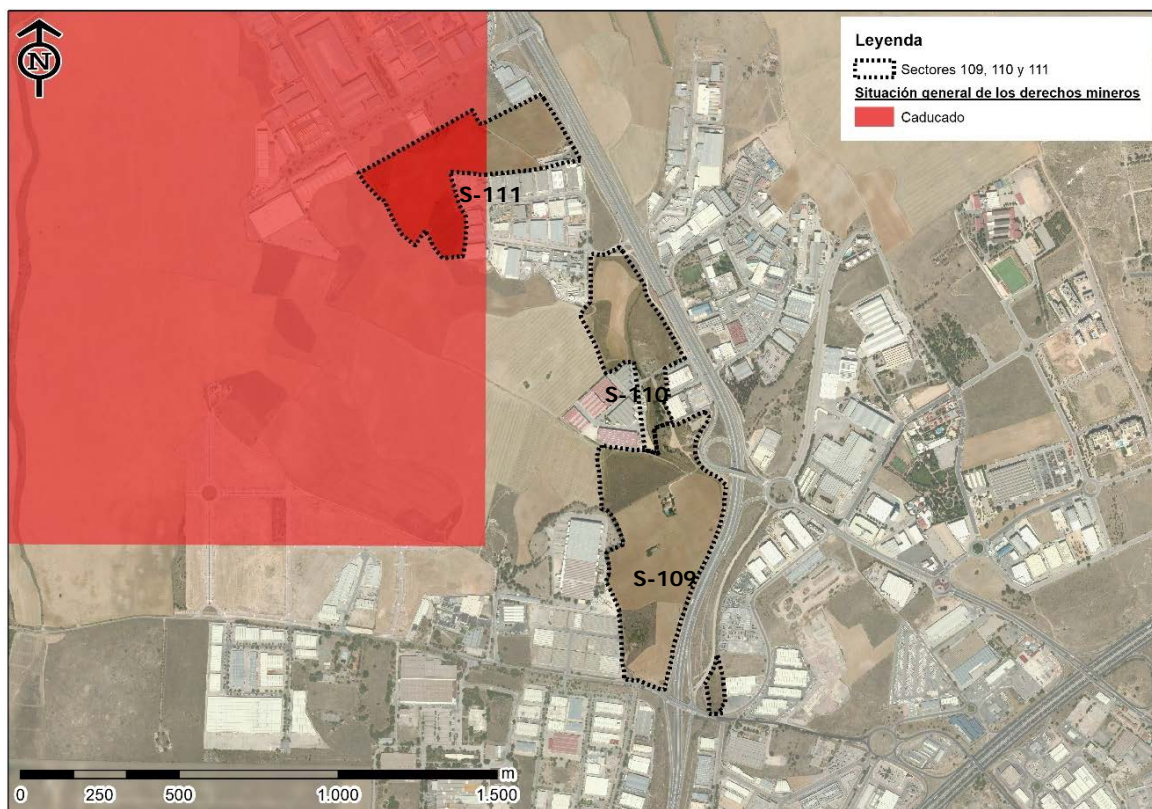 N
Leyenda
Sectores 109, 110 y 111
Situación general de los derechos mineros
Caducado
S-111
S-110
S-109
m
0 250 500 1.000 1.500